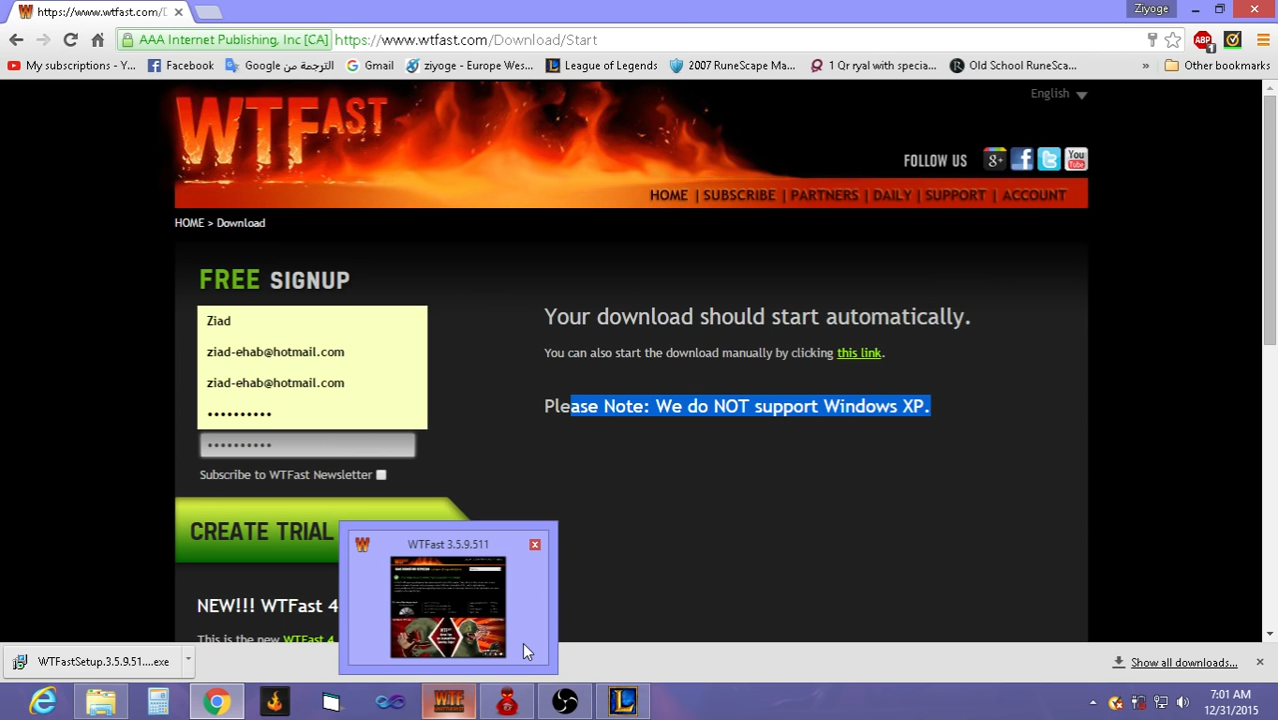 https://www.wtfast.com/D
Ziyoge
AAA Internet Publishing, Inc [CA]
https://www.wtfast.com/Download/Start
ABP
1
My subscriptions - Y...
Facebook
الترجمة من Google
Gmail
ziyoge - Europe Wes...
League of Legends
2007 RuneScape Ma...
1 Qr ryal with specia...
Old School RuneSca...
»
Other bookmarks
WTFAST
English
FOLLOW US
g+
You
Tube
HOME | SUBSCRIBE | PARTNERS | DAILY | SUPPORT | ACCOUNT
HOME > Download
FREE SIGNUP
Ziad
ziad-ehab@hotmail.com
ziad-ehab@hotmail.com
••••••••••
••••••••••
Subscribe to WTFast Newsletter
CREATE TRIAL
Your download should start automatically.
You can also start the download manually by clicking this link.
Please Note: We do NOT support Windows XP.
NEW!!! WTFast 4
This is the new WTFast 4
WTFast 3.5.9.511
WTFastSetup.3.5.9.51....exe
Show all downloads...
WTF
7:01 AM
12/31/2015